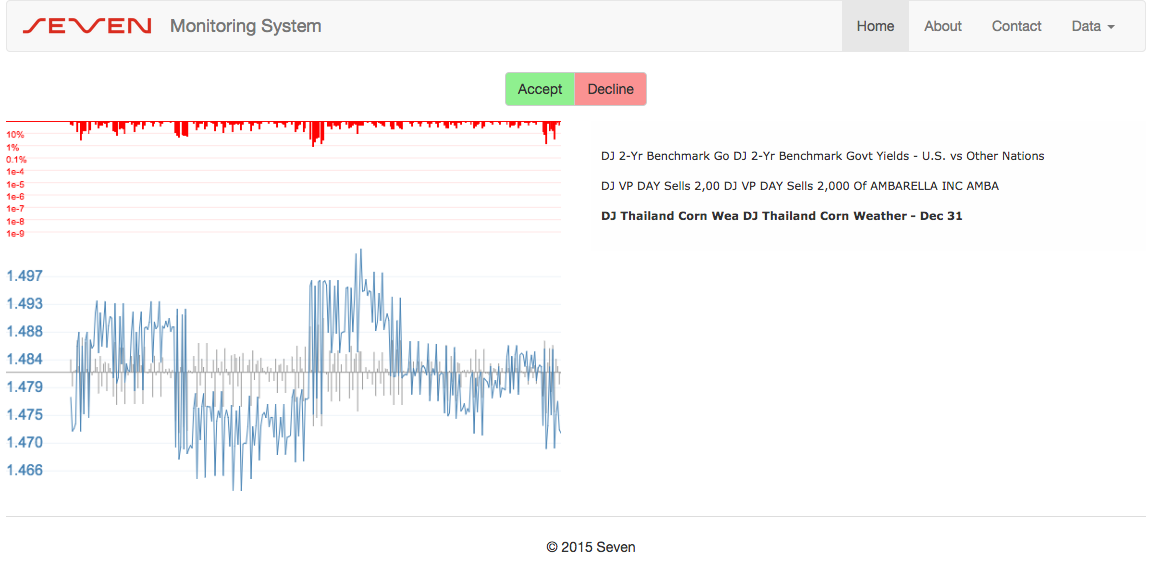 SEVEN Monitoring System Home About Contact Data
Accept Decline
10%
1%
0.1%
1e-4
1e-5
1e-6
1e-7
1e-8
1e-9
DJ 2-Yr Benchmark Go DJ 2-Yr Benchmark Govt Yields - U.S. vs Other Nations
DJ VP DAY Sells 2,00 DJ VP DAY Sells 2,000 Of AMBARELLA INC AMBA
DJ Thailand Corn Wea DJ Thailand Corn Weather - Dec 31
1.497
1.493
1.488
1.484
1.479
1.475
1.470
1.466
© 2015 Seven